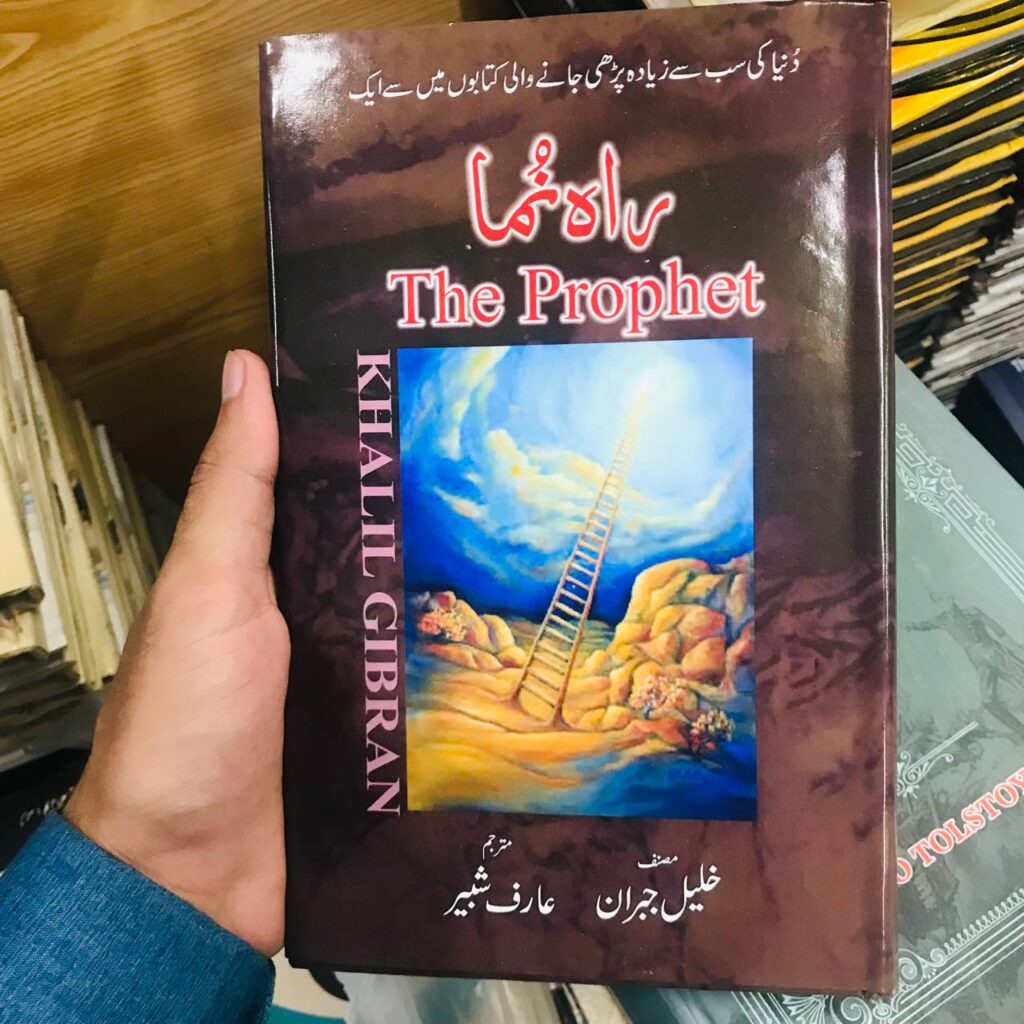 دُنیا کی سب سے زیادہ پڑھی جانے والی کتابوں میں سے ایک
راہ نُما
The Prophet
KHALIL GIBRAN
مصنف
خلیل جبران
مترجم
عارف شبیر
O TOLSTOY